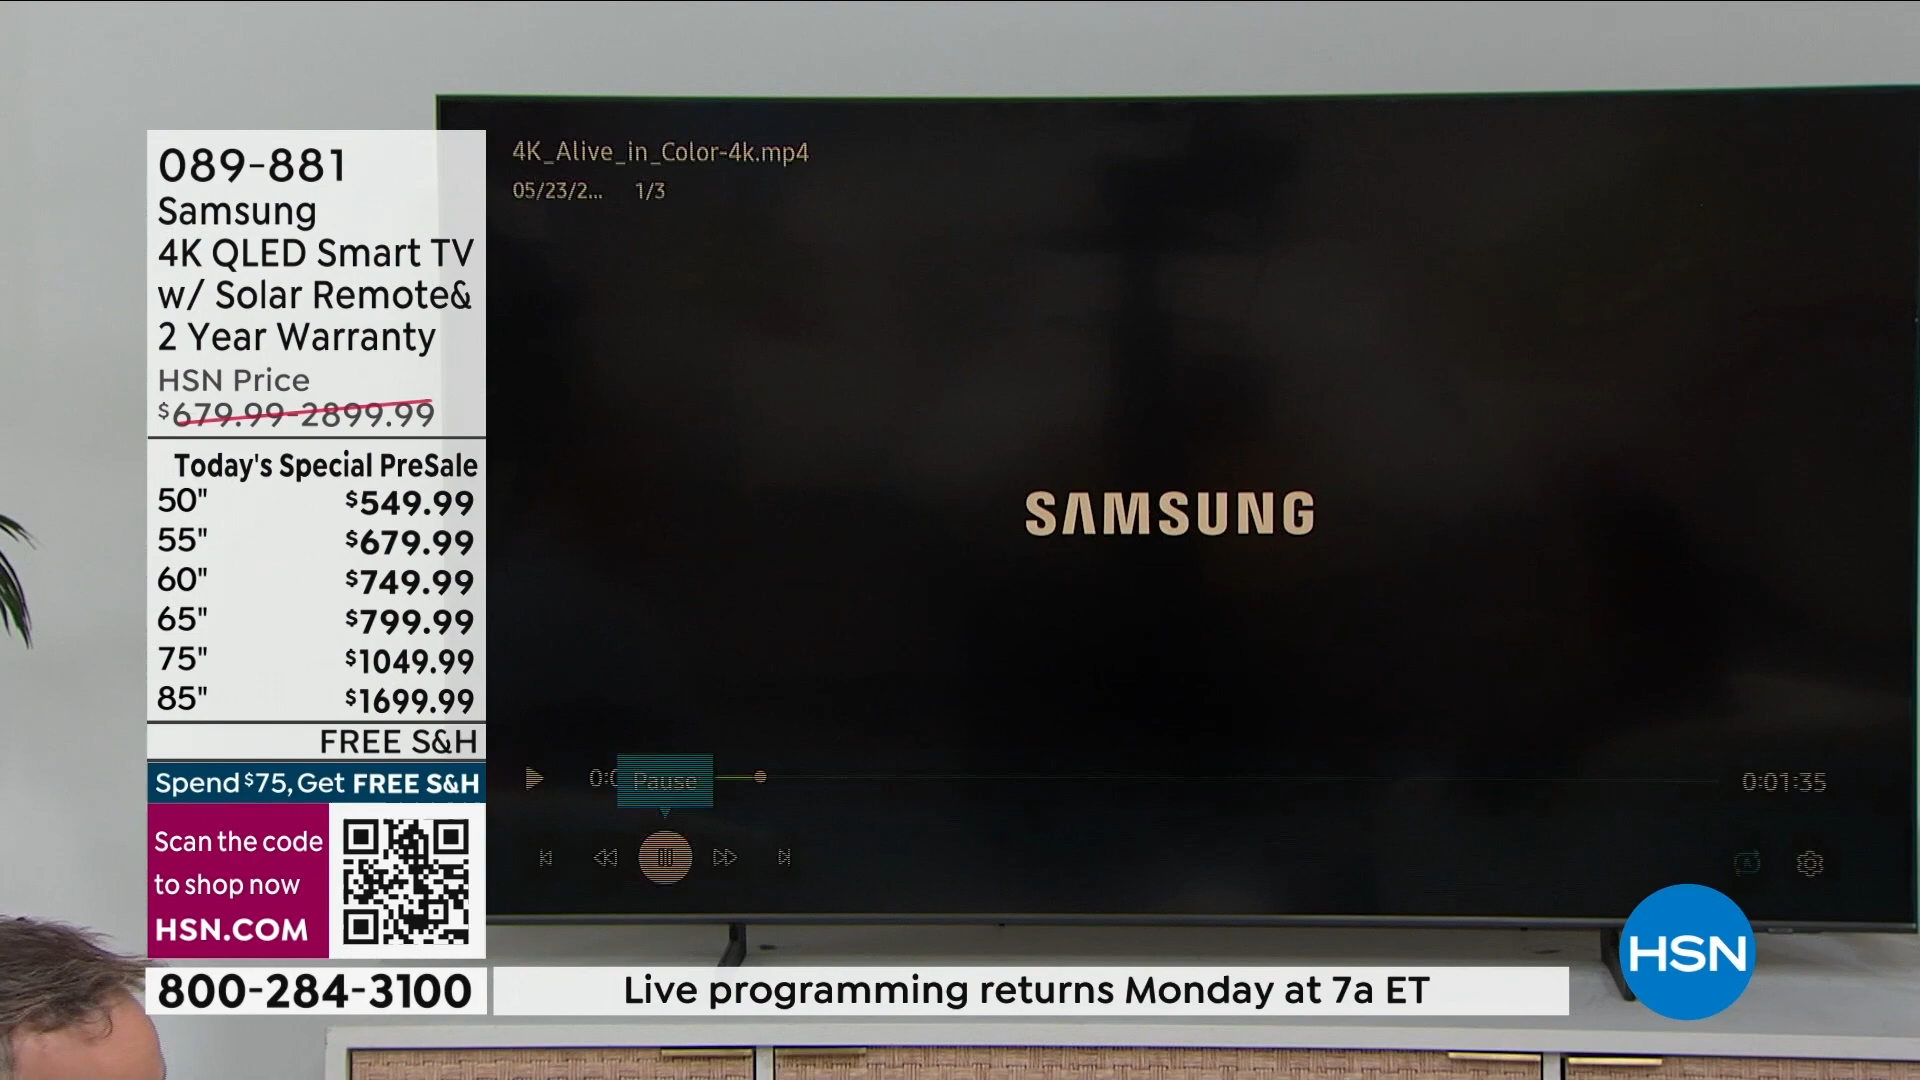 089-881
Samsung
4K QLED Smart TV
w/ Solar Remote&
2 Year Warranty
HSN Price
$679.99-2899.99
Today's Special PreSale
50" $549.99
55" $679.99
60" $749.99
65" $799.99
75" $1049.99
85" $1699.99
FREE S&H
Spend $75, Get FREE S&H
Scan the code
to shop now
HSN.COM
800-284-3100
4K_Alive_in_Color-4k.mp4
05/23/2... 1/3
SAMSUNG
Pause
0:01:35
Live programming returns Monday at 7a ET
HSN